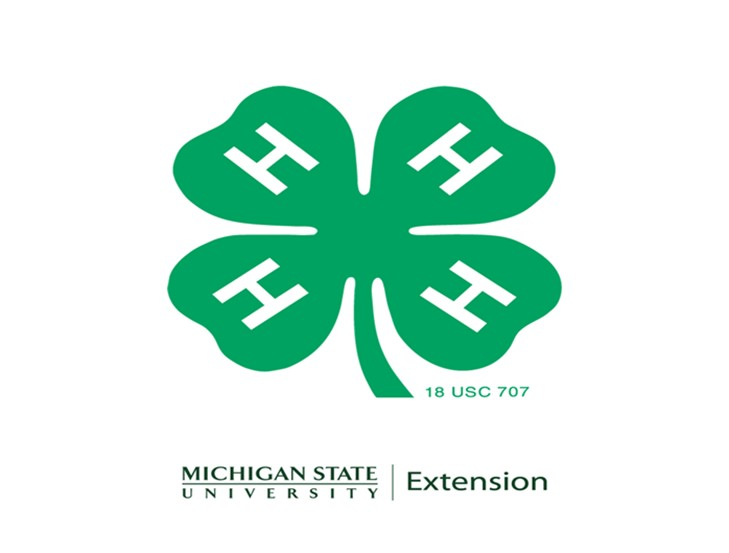 H H
H H
18 USC 707
MICHIGAN STATE
UNIVERSITY
Extension